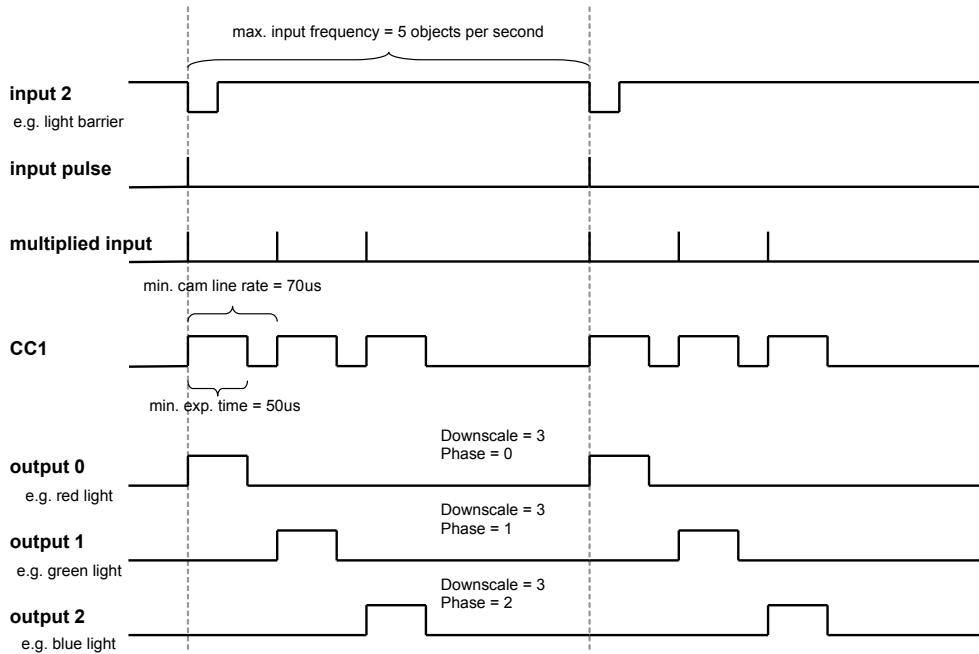 max. input frequency = 5 objects per second
input 2
e.g. light barrier
input pulse
multiplied input
min. cam line rate = 70us
CC1
min. exp. time = 50us
Downscale = 3
Phase = 0
output 0
e.g. red light
Downscale = 3
Phase = 1
output 1
e.g. green light
Downscale = 3
Phase = 2
output 2
e.g. blue light